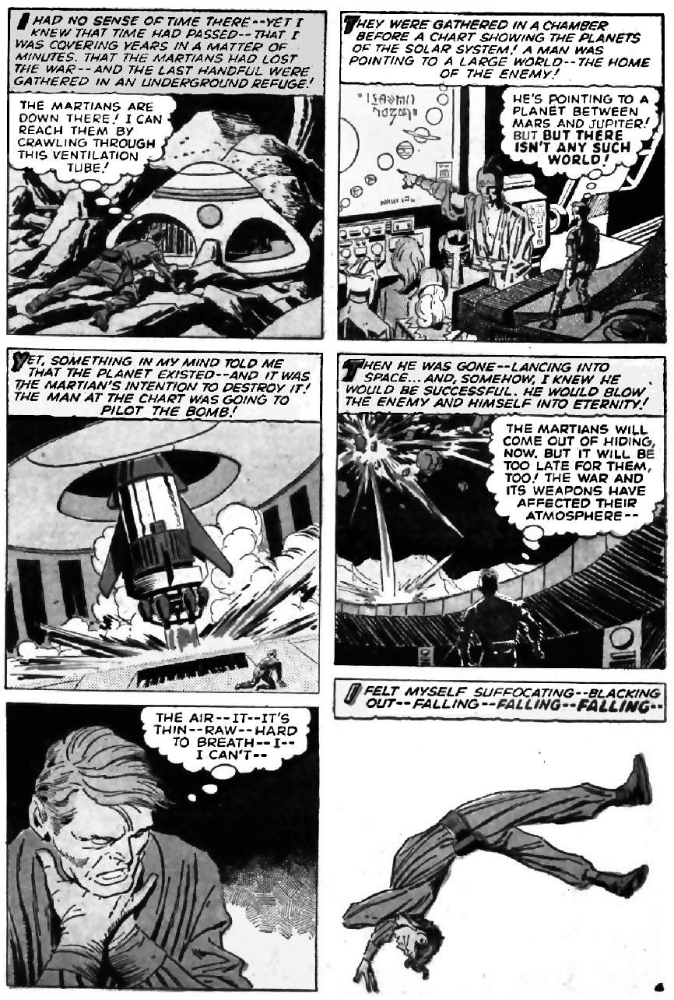 I HAD NO SENSE OF TIME THERE--YET I
KNEW THAT TIME HAD PASSED--THAT I
WAS COVERING YEARS IN A MATTER OF
MINUTES. THAT THE MARTIANS HAD LOST
THE WAR--AND THE LAST HANDFUL WERE
GATHERED IN AN UNDERGROUND REFUGE!
THE MARTIANS ARE
DOWN THERE! I CAN
REACH THEM BY
CRAWLING THROUGH
THIS VENTILATION
TUBE!
THEY WERE GATHERED IN A CHAMBER
BEFORE A CHART SHOWING THE PLANETS
OF THE SOLAR SYSTEM! A MAN WAS
POINTING TO A LARGE WORLD--THE HOME
OF THE ENEMY!
HE'S POINTING TO A
PLANET BETWEEN
MARS AND JUPITER!
BUT BUT THERE
ISN'T ANY SUCH
WORLD!
YET, SOMETHING IN MY MIND TOLD ME
THAT THE PLANET EXISTED--AND IT WAS
THE MARTIAN'S INTENTION TO DESTROY IT!
THE MAN AT THE CHART WAS GOING TO
PILOT THE BOMB!
THEN HE WAS GONE--LANCING INTO
SPACE... AND, SOMEHOW, I KNEW HE
WOULD BE SUCCESSFUL. HE WOULD BLOW
THE ENEMY AND HIMSELF INTO ETERNITY!
THE MARTIANS WILL
COME OUT OF HIDING,
NOW. BUT IT WILL BE
TOO LATE FOR THEM,
TOO! THE WAR AND
ITS WEAPONS HAVE
AFFECTED THEIR
ATMOSPHERE--
THE AIR--IT--IT'S
THIN--RAW--HARD
TO BREATH--I--
I CAN'T--
I FELT MYSELF SUFFOCATING--BLACKING
OUT--FALLING--FALLING--FALLING--